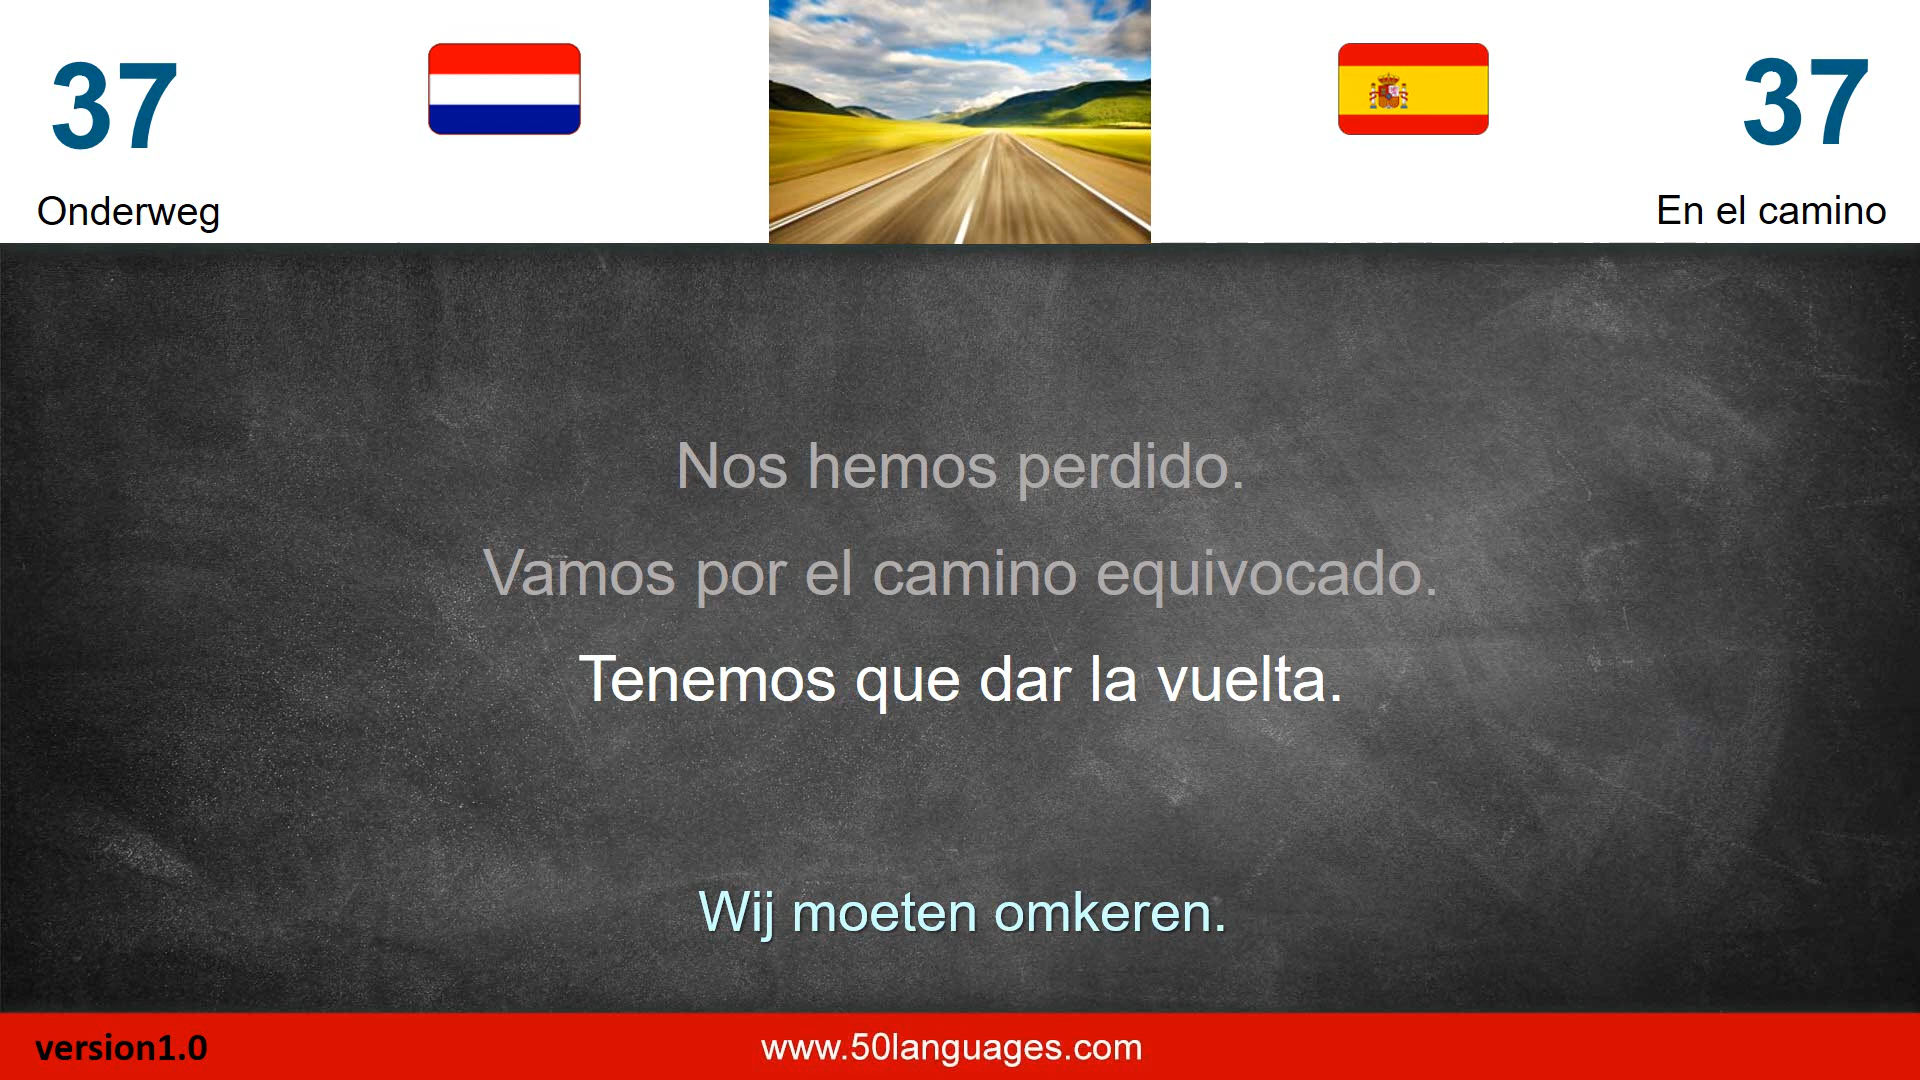 37
37
Onderweg
En el camino
Nos hemos perdido.
Vamos por el camino equivocado.
Tenemos que dar la vuelta.
Wij moeten omkeren.
version1.0
www.50languages.com